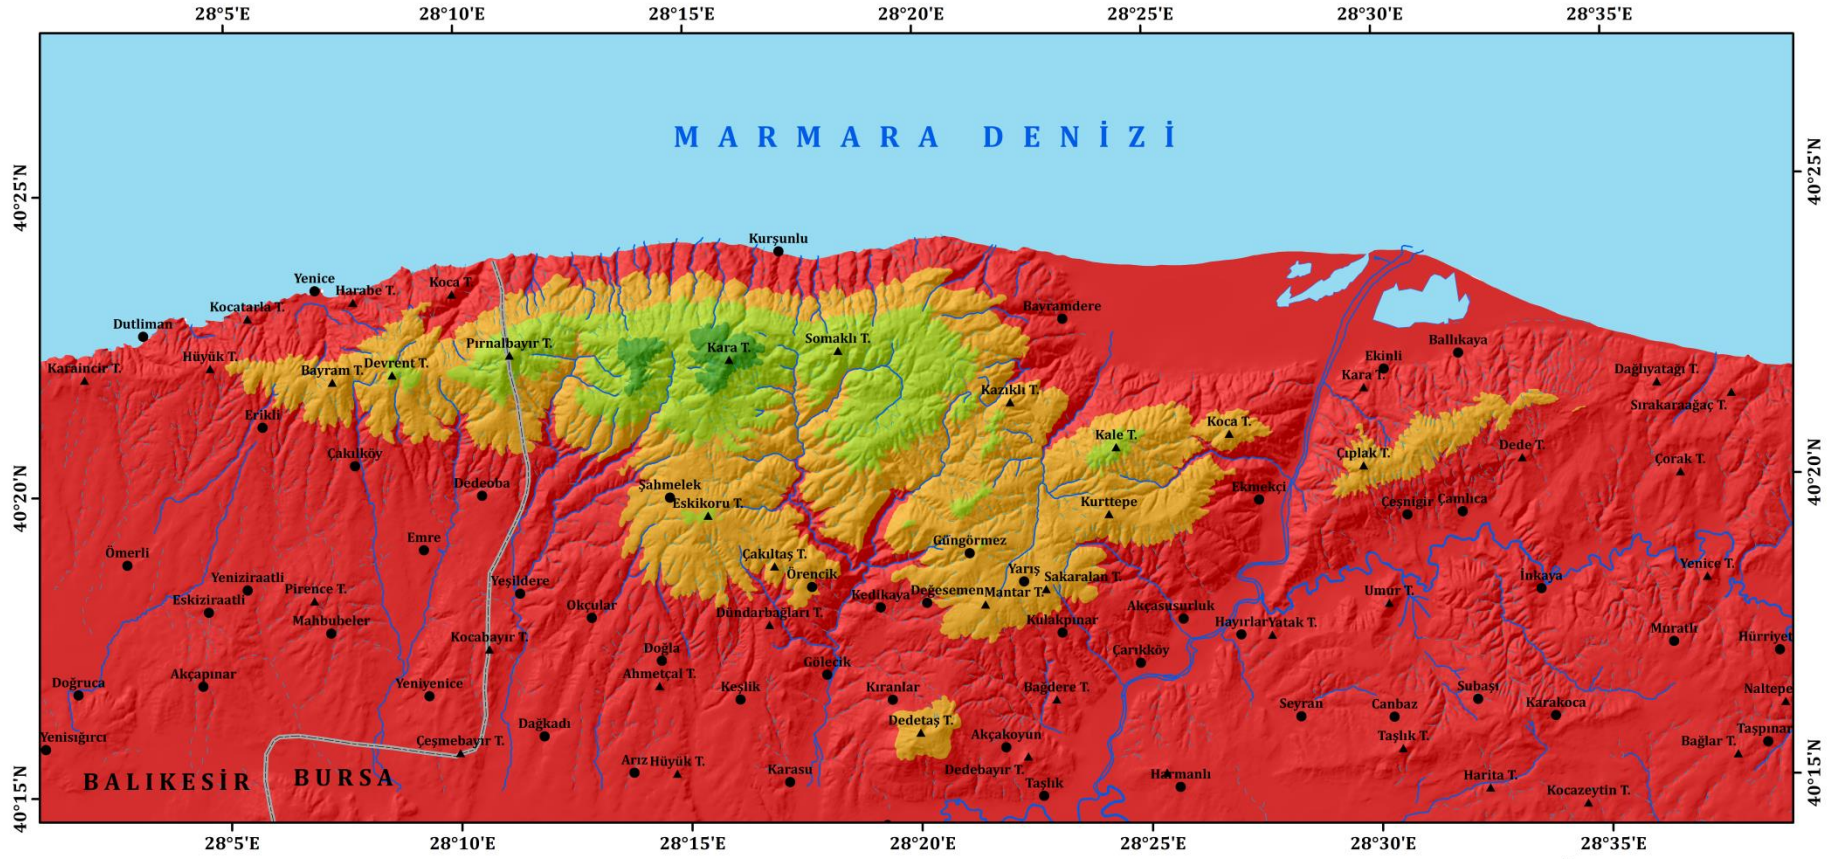 28°5'E 28°10'E 28°15'E 28°20'E 28°25'E 28°30'E 28°35'E
MARMARA DENİZİ
40°25'N 40°25'N
Kurşunlu
Yenice
Harabe T.
Koca T
Kocatarla T.
Dutliman
Bayramdere
Pırnalbayır T.
Kara T.
Somaklı T.
Ballıkaya
Hüyük T.
Karaincir T.
Bayram T.
Devrent T.
Ekinli
Kara T.
Dağlıyatağı T.
Sırakaraağaç T.
Kazıklı T.
Erikli
Kale T.
Koca T.
Çakılköy
Çıplak T.
Dede T.
Çorak T.
40°20'N 40°20'N
Dedeoba
Şahmelek
Eskikoru T.
Ekmekçi
Kurttepe
Çeşnigir
Çamlıca
Emre
Ömerli
Güngörmez
Çakıltaş T.
Örencik
Yarış
Sakaralan T.
Yenice T.
İnkaya
Yeniziraatli
Pirence T.
Yeşildere
Eskiziraatli
Okçular
Kedikaya
Değesemen
Mantar T.
Umur T.
Akçasusurluk
Mahbubeler
Dündarbağları T.
Kulakpınar
Hayırlar
Yatak T.
Muratlı
Hürriyet
Kocabayır T.
Doğla
Çarıkköy
Gölecik
Ahmetçal T.
Akçapınar
Doğruca
Yeniyenice
Keşlik
Kıranlar
Bağdere T.
Seyran
Canbaz
Subaşı
Karakoca
Naltepe
Dağkadı
Dedetaş T.
Akçakoyun
Taşlık T.
Taşpınar
Bağlar T.
Yenisığırcı
Çeşmebayır T.
Arız
Hüyük T.
Karasu
Dedebayır T.
Taşlık
Harmanlı
Harita T.
Kocazeytin T.
BALIKESİR BURSA
40°15'N 40°15'N
28°5'E 28°10'E 28°15'E 28°20'E 28°25'E 28°30'E 28°35'E